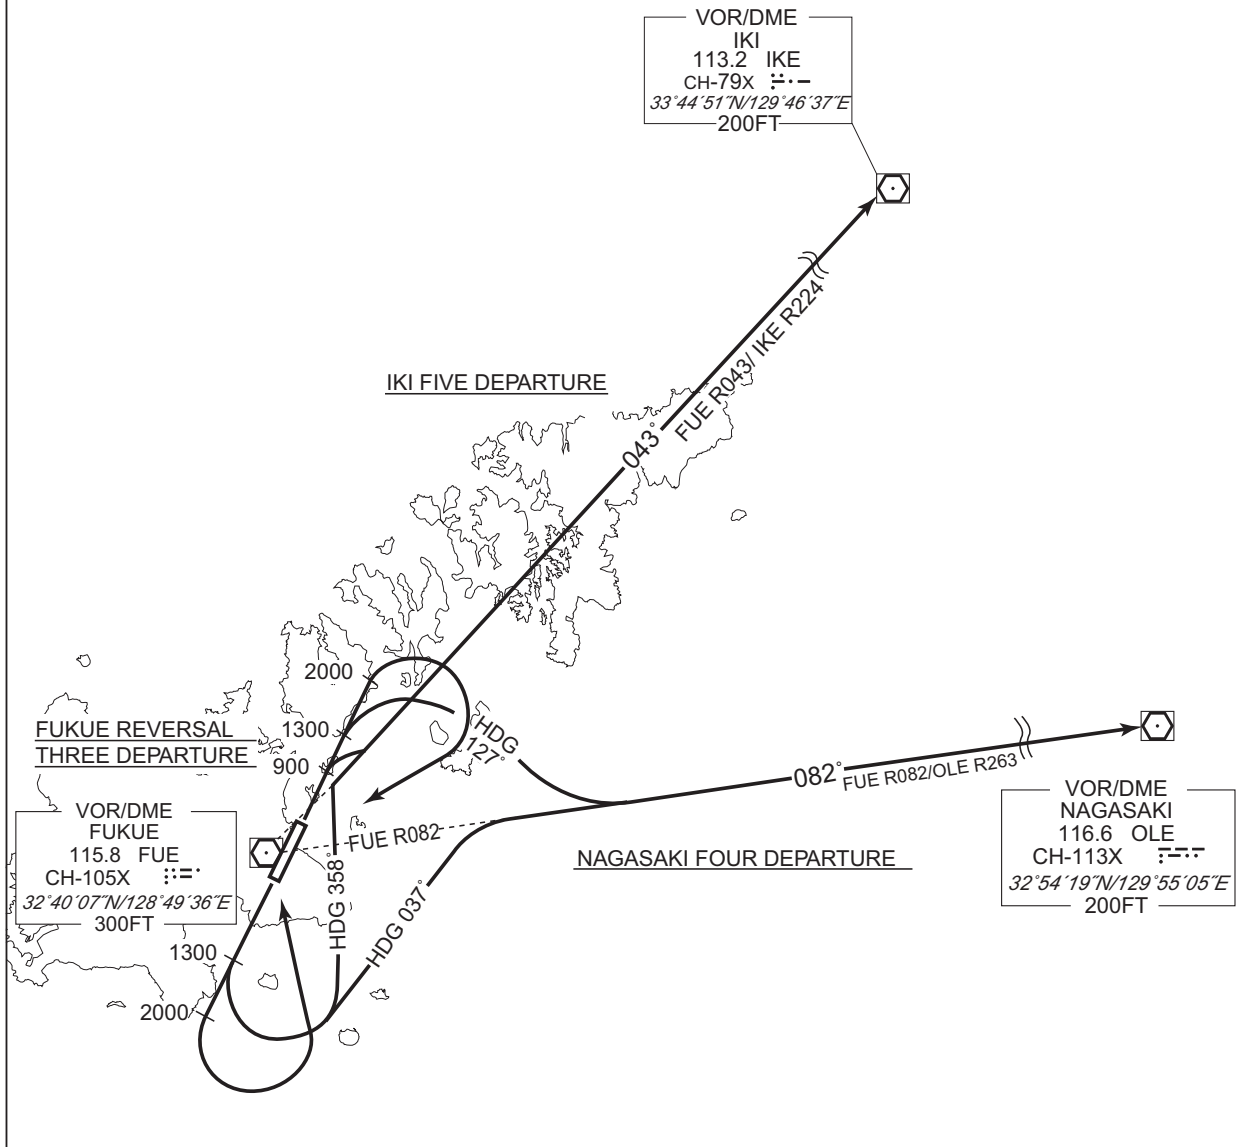 VOR/DME
IKI
113.2 IKE
CH-79X
33°44´51˝N/129°46´37˝E
200FT
FUE R043/ IKE R224
IKI FIVE DEPARTURE
043°
2000
FUKUE REVERSAL
THREE DEPARTURE
1300
900
HDG
127°
082°
FUE R082/OLE R263
VOR/DME
FUKUE
115.8 FUE
CH-105X
32°40´07˝N/128°49´36˝E
300FT
FUE R082
NAGASAKI FOUR DEPARTURE
VOR/DME
NAGASAKI
116.6 OLE
CH-113X
32°54´19˝N/129°55´05˝E
200FT
HDG 358°
HDG 037°
1300
2000